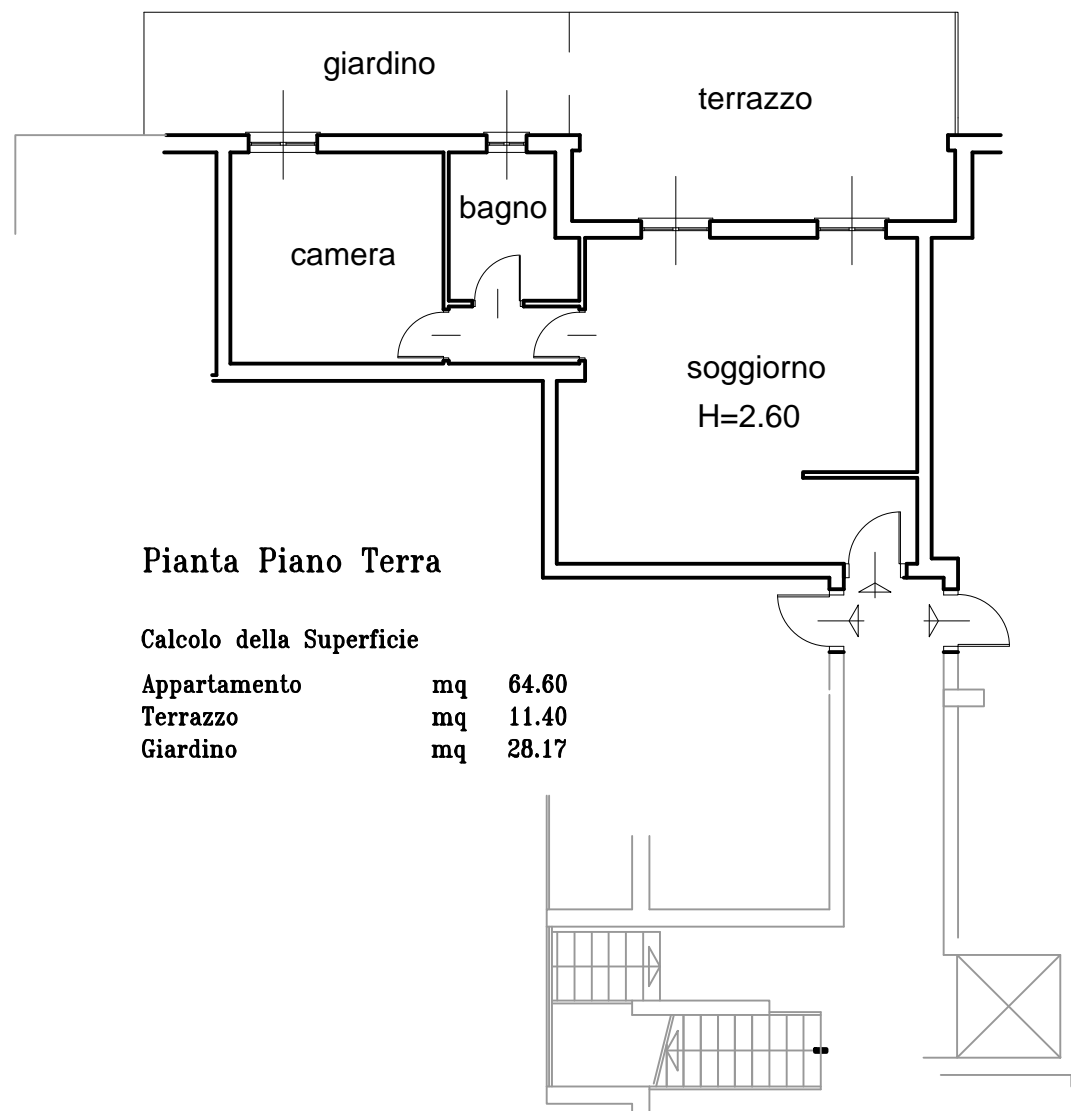 giardino
terrazzo
bagno
camera
soggiorno
H=2.60
Pianta Piano Terra
Calcolo della Superficie
Appartamento mq 64.60
Terrazzo mq 11.40
Giardino mq 28.17